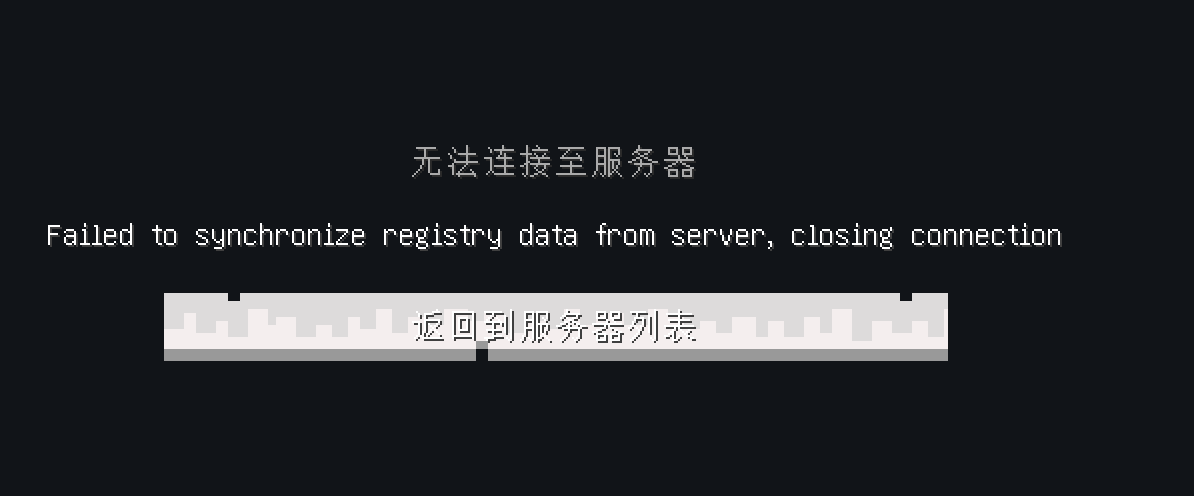 无法连接至服务器
Failed to synchronize registry data from server, closing connection
返回到服务器列表